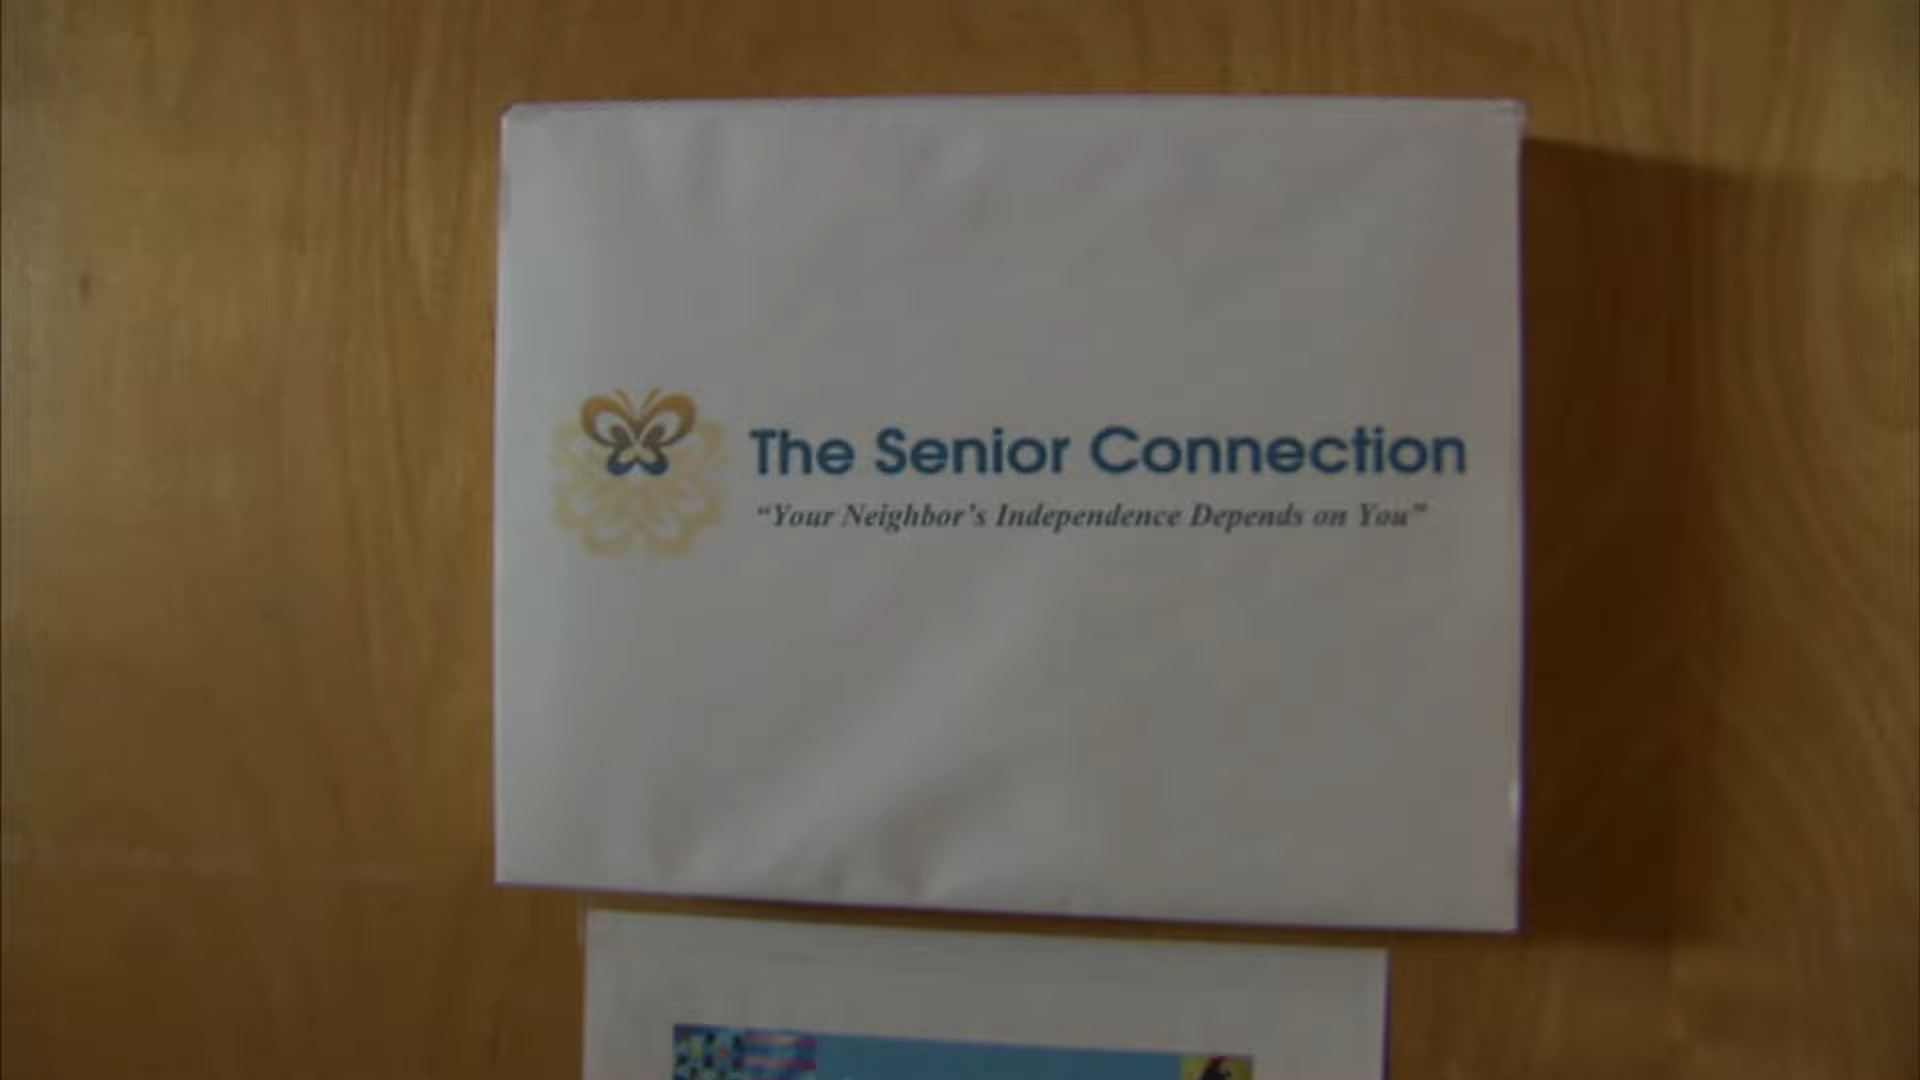 The Senior Connection
“Your Neighbor’s Independence Depends on You”